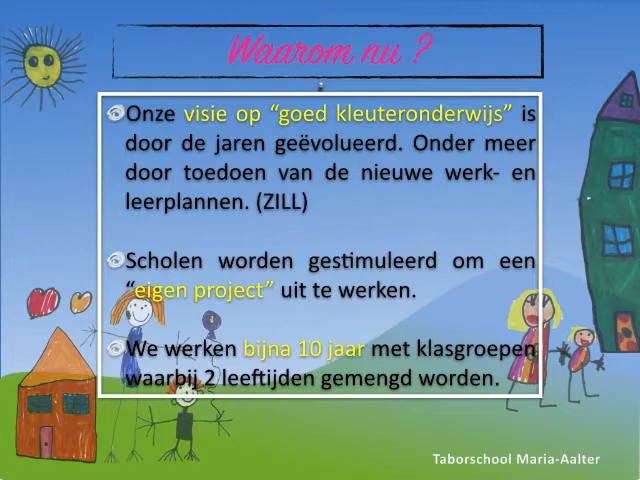 Waarom nu ?
Onze visie op “goed kleuteronderwijs” is
door de jaren geëvolueerd. Onder meer
door toedoen van de nieuwe werk- en
leerplannen. (ZILL)
Scholen worden gestimuleerd om een
“eigen project” uit te werken.
We werken bijna 10 jaar met klasgroepen
waarbij 2 leeftijden gemengd worden.
Taborschool Maria-Aalter